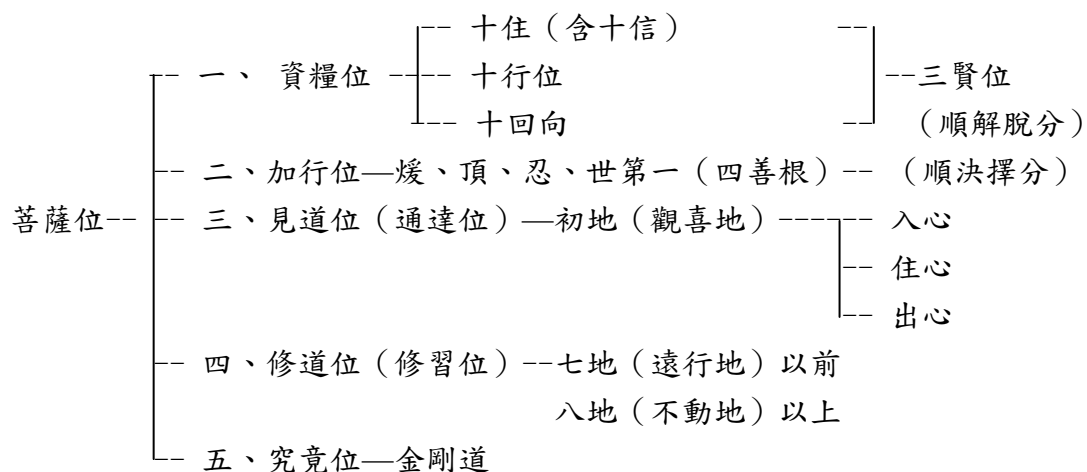 十住（含十信）
一、 資糧位 十行位 三賢位
十回向 （順解脫分）
二、加行位—煖、頂、忍、世第一（四善根） （順決擇分）
菩薩位 三、見道位（通達位）—初地（觀喜地） 入心
住心
出心
四、修道位（修習位）--七地（遠行地）以前
八地（不動地）以上
五、究竟位—金剛道